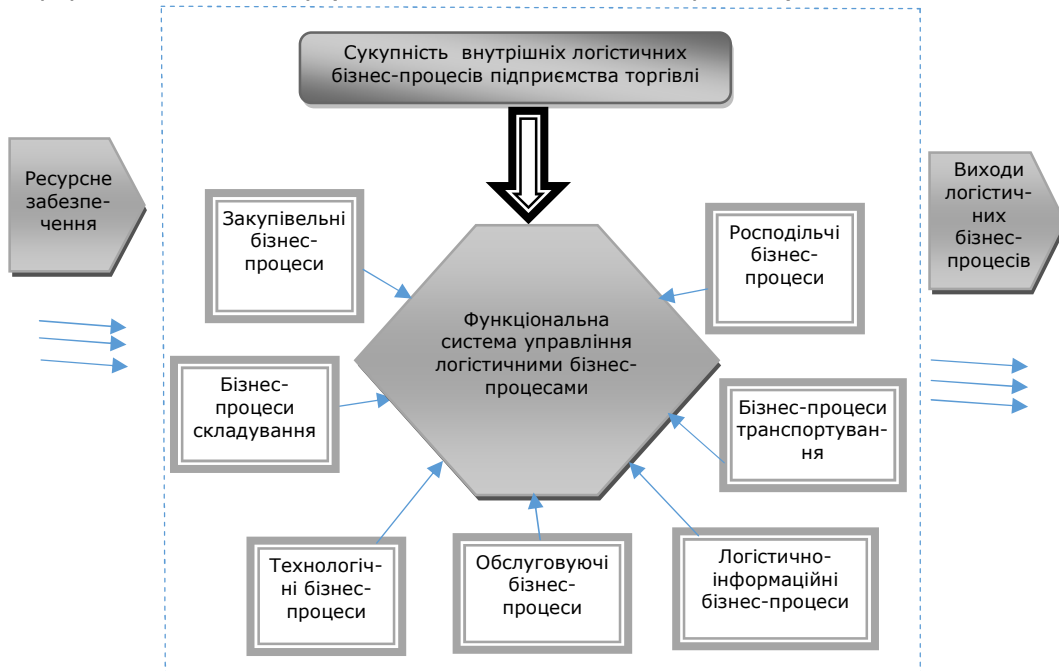 Сукупність внутрішніх логістичних
бізнес-процесів підприємства торгівлі
Ресурсне
забезпе-
чення
Виходи
логістич-
них
бізнес-
процесів
Закупівельні
бізнес-
процеси
Росподільчі
бізнес-
процеси
Функціональна
система управління
логістичними бізнес-
процесами
Бізнес-
процеси
складування
Бізнес-процеси
транспортуван-
ня
Технологіч-
ні бізнес-
процеси
Обслуговуючі
бізнес-
процеси
Логістично-
інформаційні
бізнес-процеси